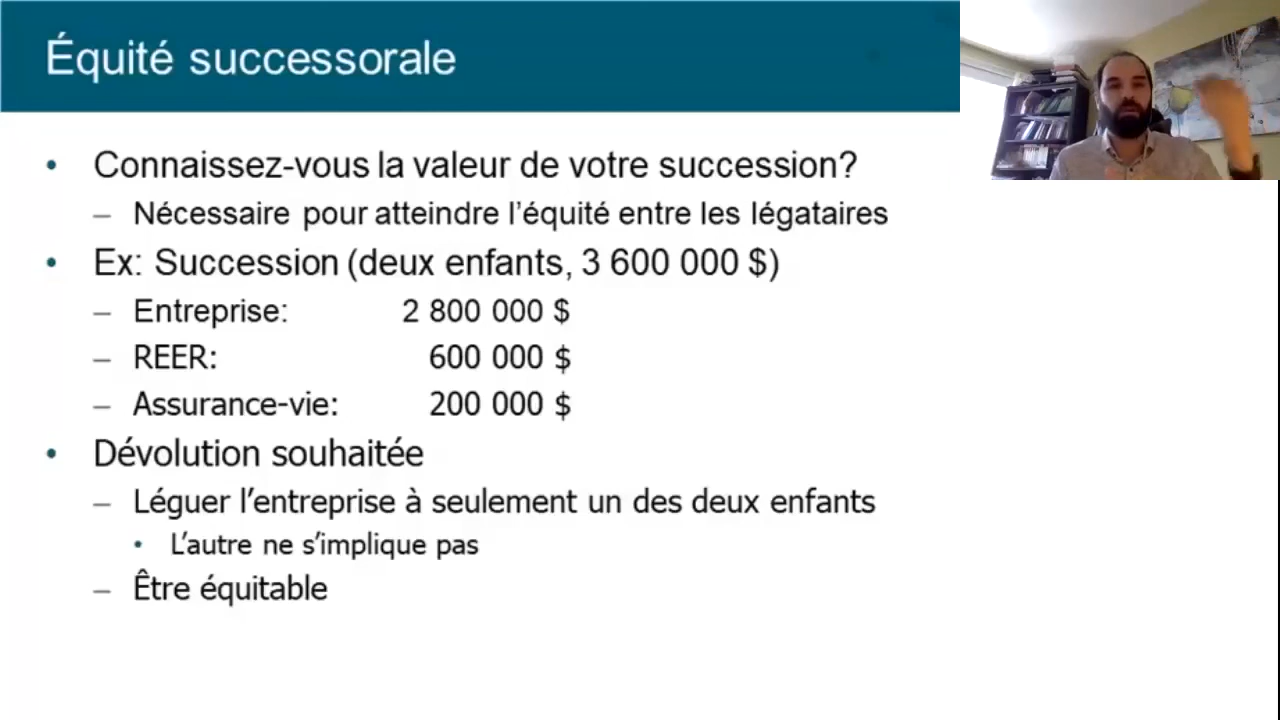 Équité successorale
• Connaissez-vous la valeur de votre succession?
– Nécessaire pour atteindre l’équité entre les légataires
• Ex: Succession (deux enfants, 3 600 000 $)
– Entreprise: 2 800 000 $
– REER: 600 000 $
– Assurance-vie: 200 000 $
• Dévolution souhaitée
– Léguer l’entreprise à seulement un des deux enfants
• L’autre ne s’implique pas
– Être équitable